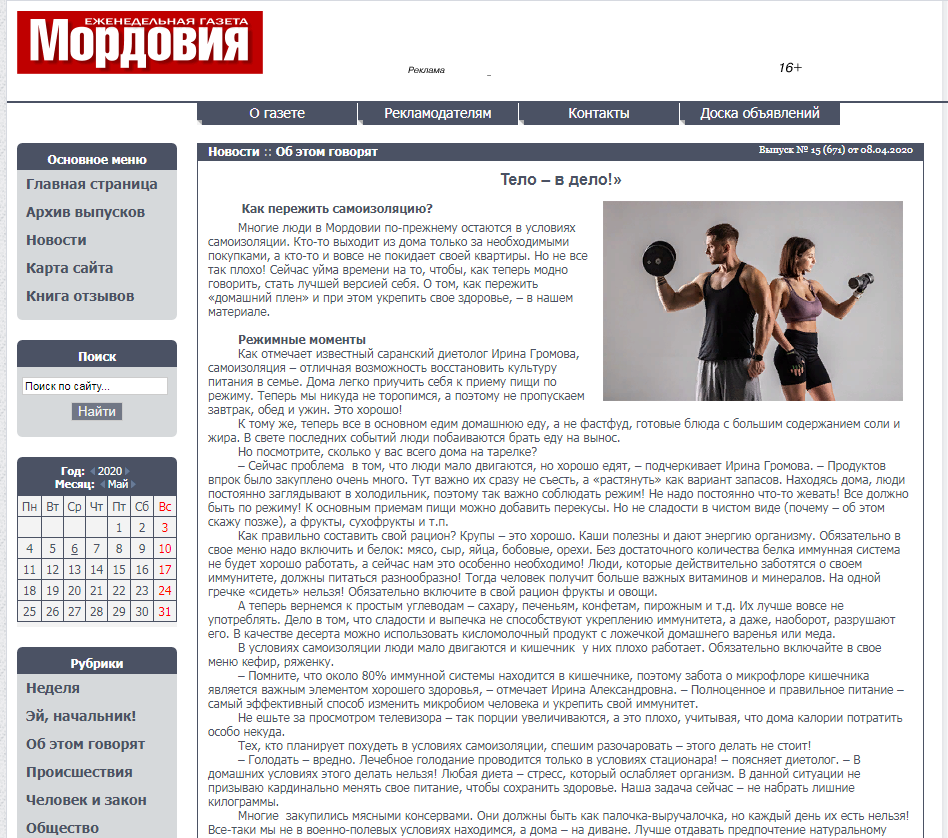 ЕЖЕНЕДЕЛЬНАЯ ГАЗЕТА
Мордовия
Реклама
16+
О газете
Рекламодателям
Контакты
Доска объявлений
Основное меню
Главная страница
Архив выпусков
Новости
Карта сайта
Книга отзывов
Поиск
Поиск по сайту...
Найти
Год: 2020
Месяц: Май
Пн Вт Ср Чт Пт Сб Вс
1 2 3
4 5 6 7 8 9 10
11 12 13 14 15 16 17
18 19 20 21 22 23 24
25 26 27 28 29 30 31
Рубрики
Неделя
Эй, начальник!
Об этом говорят
Происшествия
Человек и закон
Общество
Новости :: Об этом говорят
Выпуск № 15 (671) от 08.04.2020
Тело – в дело!»
Как пережить самоизоляцию?
Многие люди в Мордовии по-прежнему остаются в условиях
самоизоляции. Кто-то выходит из дома только за необходимыми
покупками, а кто-то и вовсе не покидает своей квартиры. Но не все
так плохо! Сейчас уйма времени на то, чтобы, как теперь модно
говорить, стать лучшей версией себя. О том, как пережить
«домашний плен» и при этом укрепить свое здоровье, – в нашем
материале.
Режимные моменты
Как отмечает известный саранский диетолог Ирина Громова,
самоизоляция – отличная возможность восстановить культуру
питания в семье. Дома легко приучить себя к приему пищи по
режиму. Теперь мы никуда не торопимся, а поэтому не пропускаем
завтрак, обед и ужин. Это хорошо!
К тому же, теперь все в основном едим домашнюю еду, а не фастфуд, готовые блюда с большим содержанием соли и
жира. В свете последних событий люди побаиваются брать еду на вынос.
Но посмотрите, сколько у вас всего дома на тарелке?
– Сейчас проблема в том, что люди мало двигаются, но хорошо едят, – подчеркивает Ирина Громова. – Продуктов
впрок было закуплено очень много. Тут важно их сразу не съесть, а «растянуть» как вариант запасов. Находясь дома, люди
постоянно заглядывают в холодильник, поэтому так важно соблюдать режим! Не надо постоянно что-то жевать! Все должно
быть по режиму! К основным приемам пищи можно добавить перекусы. Но не сладости в чистом виде (почему – об этом
скажу позже), а фрукты, сухофрукты и т.п.
Как правильно составить свой рацион? Крупы – это хорошо. Каши полезны и дают энергию организму. Обязательно в
свое меню надо включить и белок: мясо, сыр, яйца, бобовые, орехи. Без достаточного количества белка иммунная система
не будет хорошо работать, а сейчас нам это особенно необходимо! Люди, которые действительно заботятся о своем
иммунитете, должны питаться разнообразно! Тогда человек получит больше важных витаминов и минералов. На одной
гречке «сидеть» нельзя! Обязательно включите в свой рацион фрукты и овощи.
А теперь вернемся к простым углеводам – сахару, печеньям, конфетам, пирожным и т.д. Их лучше вовсе не
употреблять. Дело в том, что сладости и выпечка не способствуют укреплению иммунитета, а даже, наоборот, разрушают
его. В качестве десерта можно использовать кисломолочный продукт с ложечкой домашнего варенья или меда.
В условиях самоизоляции люди мало двигаются и кишечник у них плохо работает. Обязательно включайте в свое
меню кефир, ряженку.
– Помните, что около 80% иммунной системы находится в кишечнике, поэтому забота о микрофлоре кишечника
является важным элементом хорошего здоровья, – отмечает Ирина Александровна. – Полноценное и правильное питание –
самый эффективный способ изменить микробиом человека и укрепить свой иммунитет.
Не ешьте за просмотром телевизора – так порции увеличиваются, а это плохо, учитывая, что дома калории потратить
особо некуда.
Тех, кто планирует похудеть в условиях самоизоляции, спешим разочаровать – этого делать не стоит!
– Голодать – вредно. Лечебное голодание проводится только в условиях стационара! – поясняет диетолог. – В
домашних условиях этого делать нельзя! Любая диета – стресс, который ослабляет организм. В данной ситуации не
призываю кардинально менять свое питание, чтобы сохранить здоровье. Наша задача сейчас – не набрать лишние
килограммы.
Многие закупились мясными консервами. Они должны быть как палочка-выручалочка, но каждый день их есть нельзя!
Все-таки мы не в военно-полевых условиях находимся, а дома – на диване. Лучше отдавать предпочтение натуральному